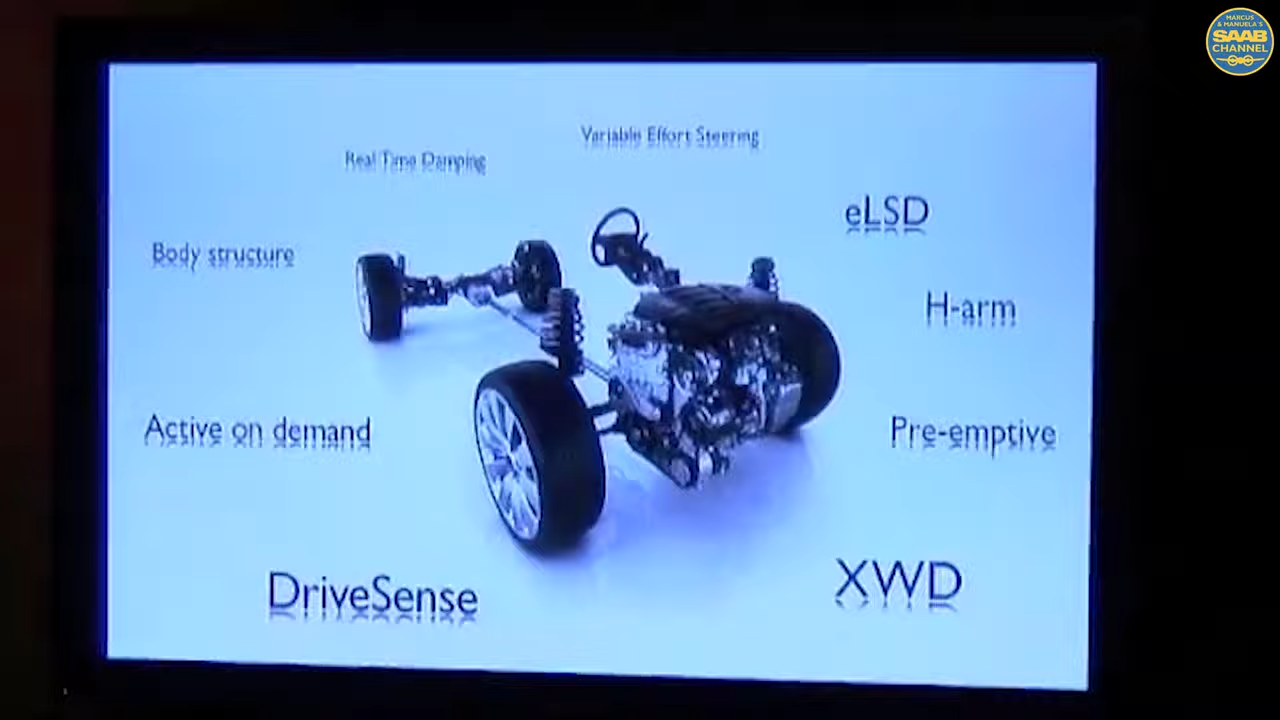 MARCUS
& MANUELA'S
SAAB
CHANNEL
Variable Effort Steering
Real Time Damping
eLSD
Body structure
H-arm
Active on demand
Pre-emptive
DriveSense
XWD